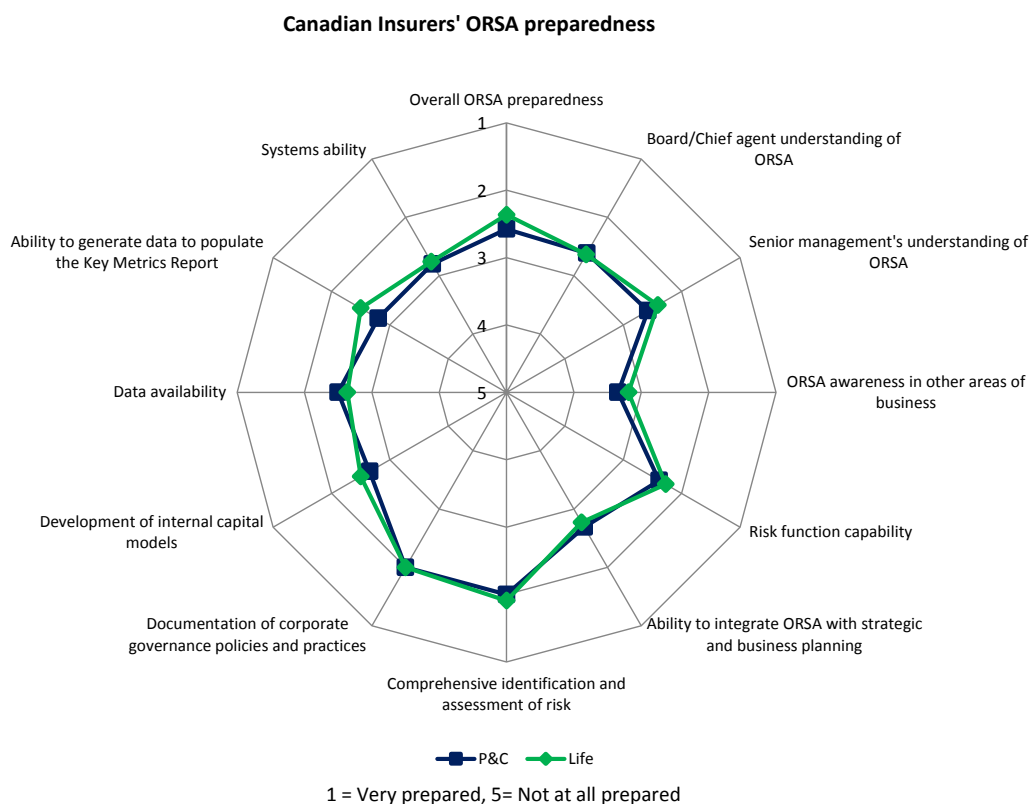 Canadian Insurers' ORSA preparedness
Overall ORSA preparedness
Board/Chief agent understanding of
ORSA
Senior management's understanding of
ORSA
ORSA awareness in other areas of
business
Risk function capability
Ability to integrate ORSA with strategic
and business planning
Comprehensive identification and
assessment of risk
Documentation of corporate
governance policies and practices
Development of internal capital
models
Data availability
Ability to generate data to populate
the Key Metrics Report
Systems ability
1
2
3
4
5
P&C
Life
1 = Very prepared, 5= Not at all prepared